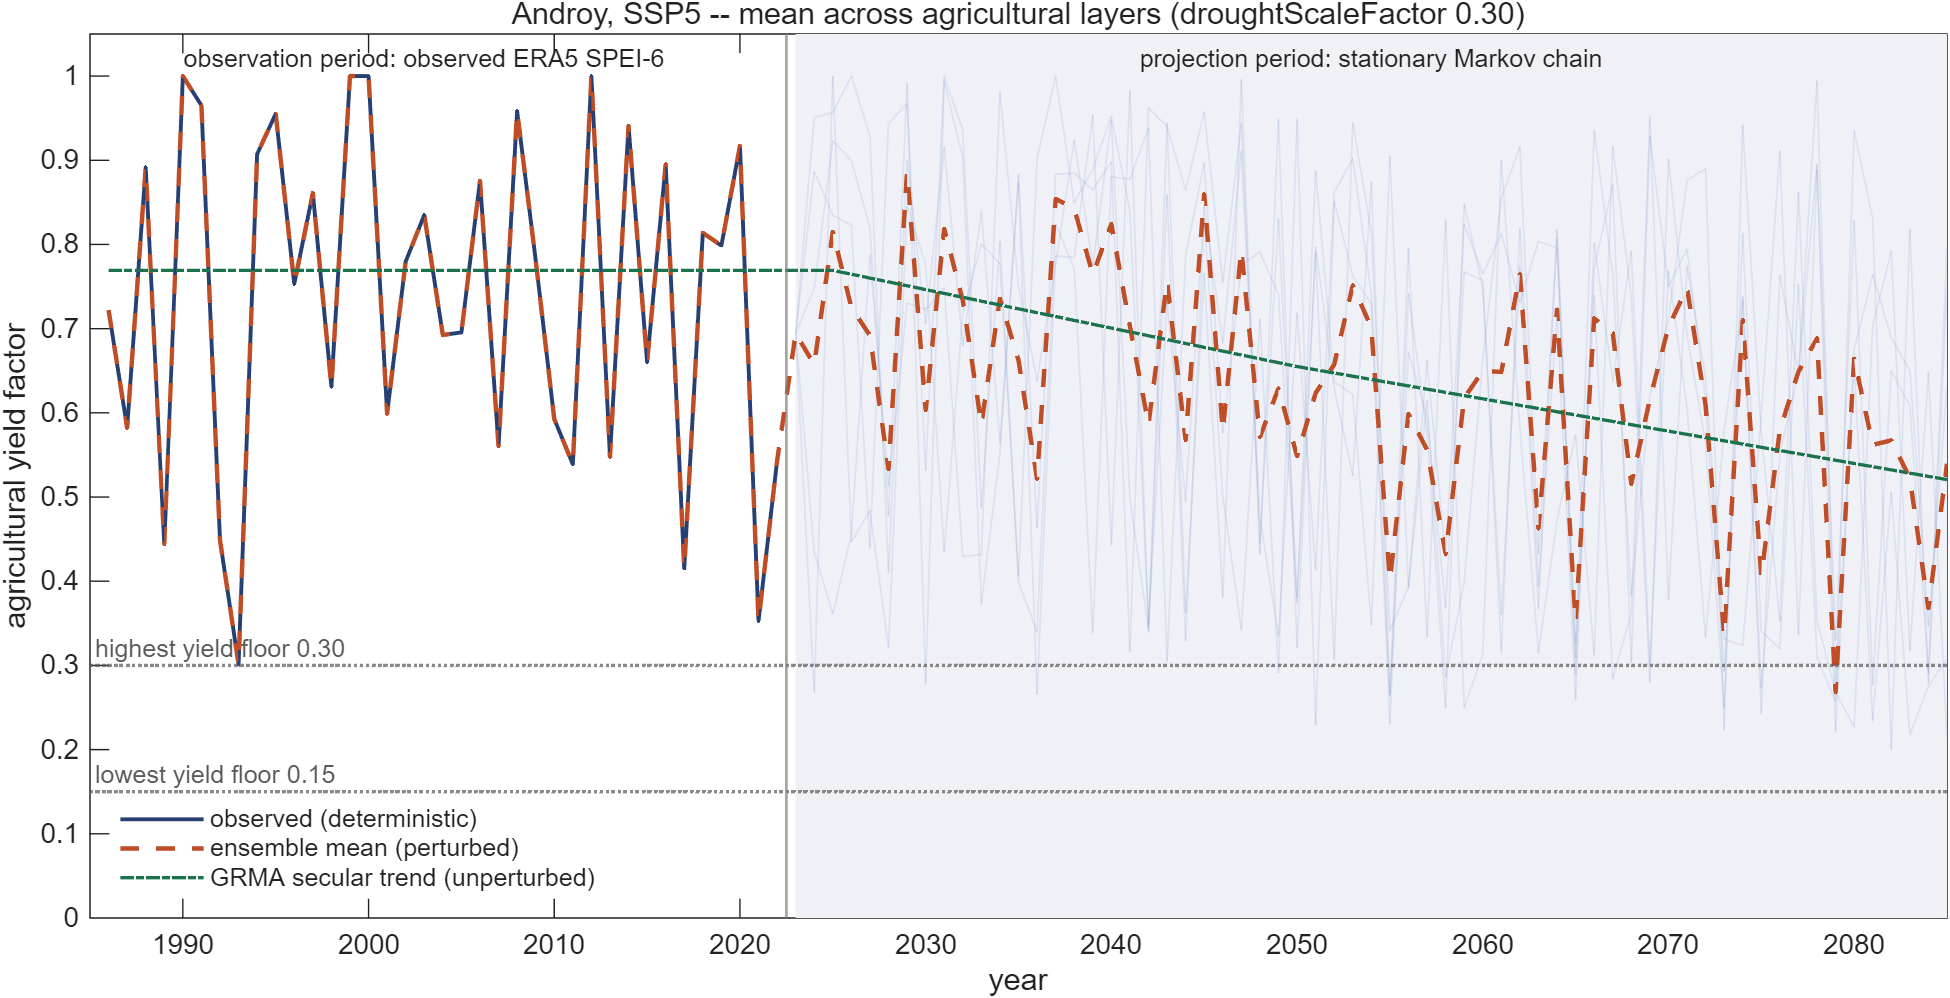 Androy, SSP5 -- mean across agricultural layers (droughtScaleFactor 0.30)
observation period: observed ERA5 SPEI-6
projection period: stationary Markov chain
agricultural yield factor
1
0.9
0.8
0.7
0.6
0.5
0.4
0.3
0.2
0.1
0
highest yield floor 0.30
lowest yield floor 0.15
observed (deterministic)
ensemble mean (perturbed)
GRMA secular trend (unperturbed)
1990 2000 2010 2020 2030 2040 2050 2060 2070 2080
year